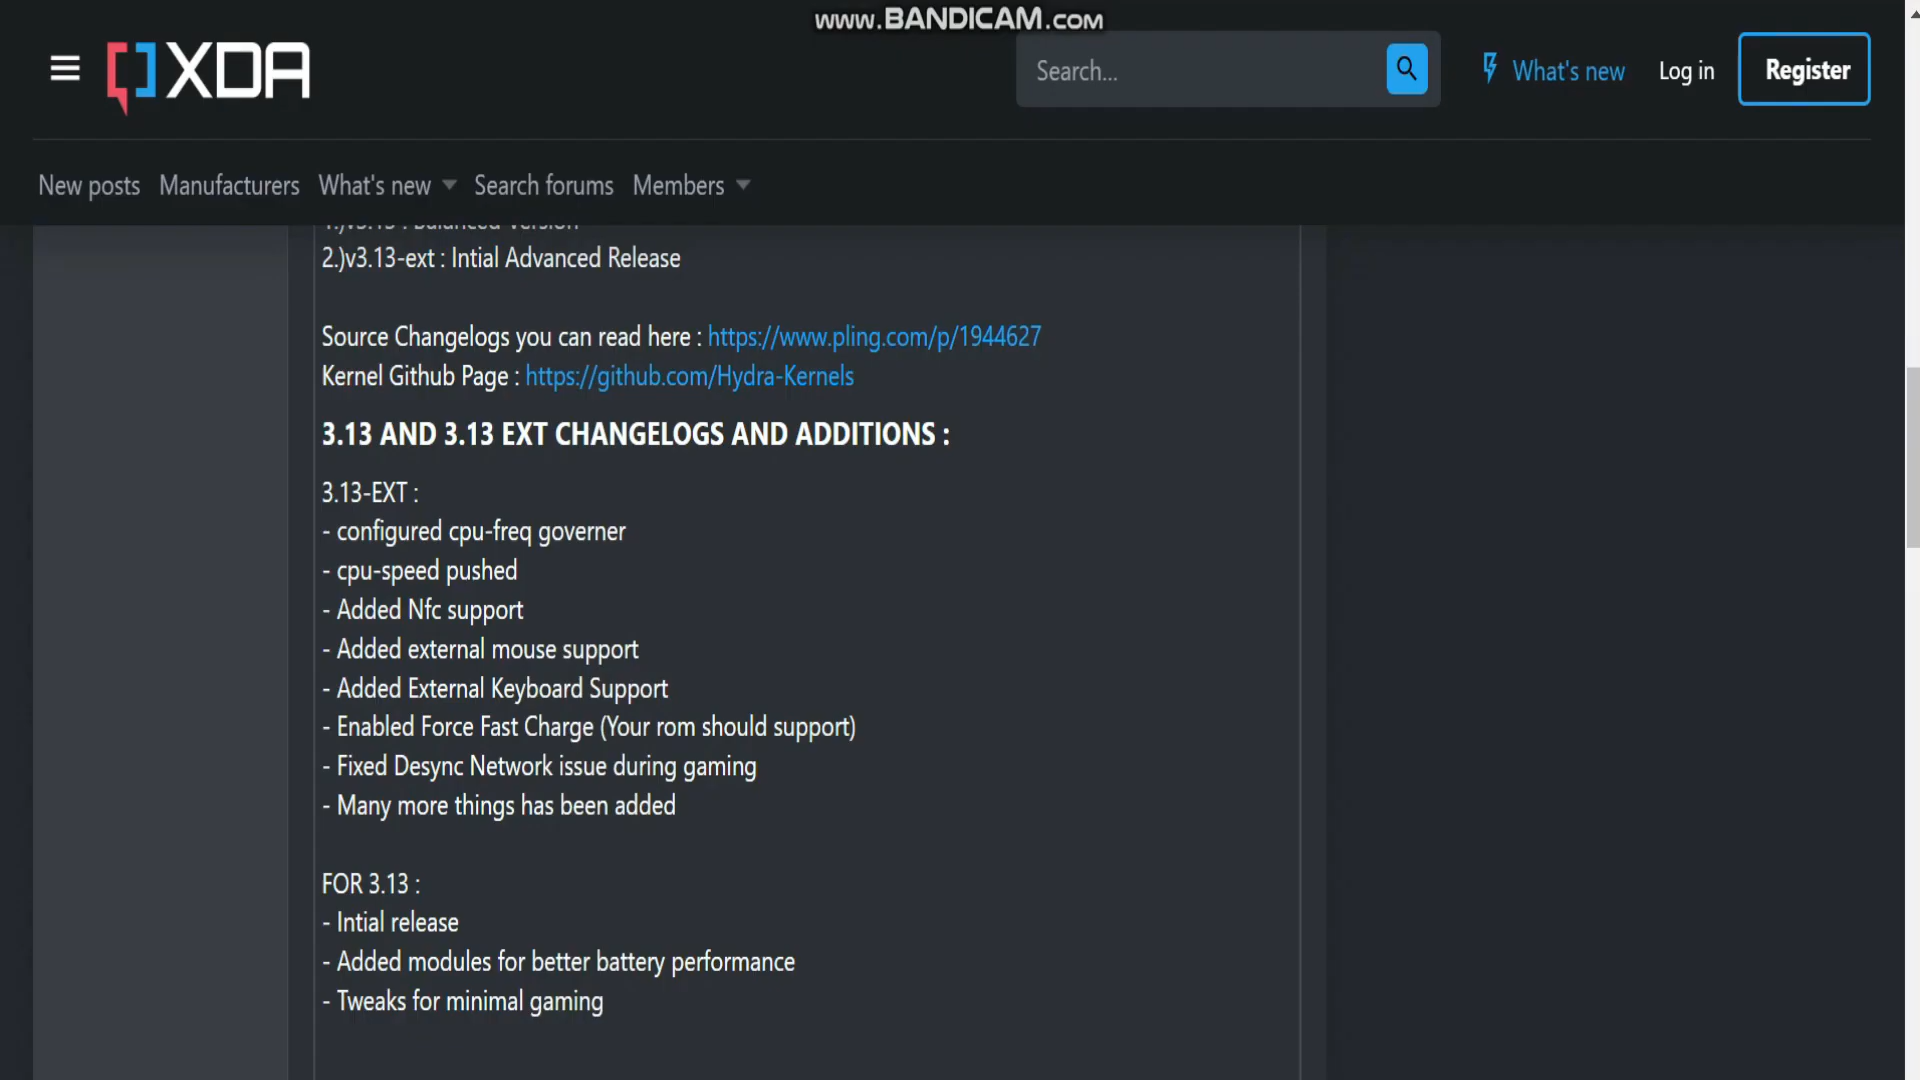 www.BANDICAM.com
XDA
Search...
What's new
Log in
Register
New posts
Manufacturers
What's new
Search forums
Members
1.)v3.13 : Balanced Version
2.)v3.13-ext : Intial Advanced Release
Source Changelogs you can read here : https://www.pling.com/p/1944627
Kernel Github Page : https://github.com/Hydra-Kernels
3.13 AND 3.13 EXT CHANGELOGS AND ADDITIONS :
3.13-EXT :
- configured cpu-freq governer
- cpu-speed pushed
- Added Nfc support
- Added external mouse support
- Added External Keyboard Support
- Enabled Force Fast Charge (Your rom should support)
- Fixed Desync Network issue during gaming
- Many more things has been added
FOR 3.13 :
- Intial release
- Added modules for better battery performance
- Tweaks for minimal gaming